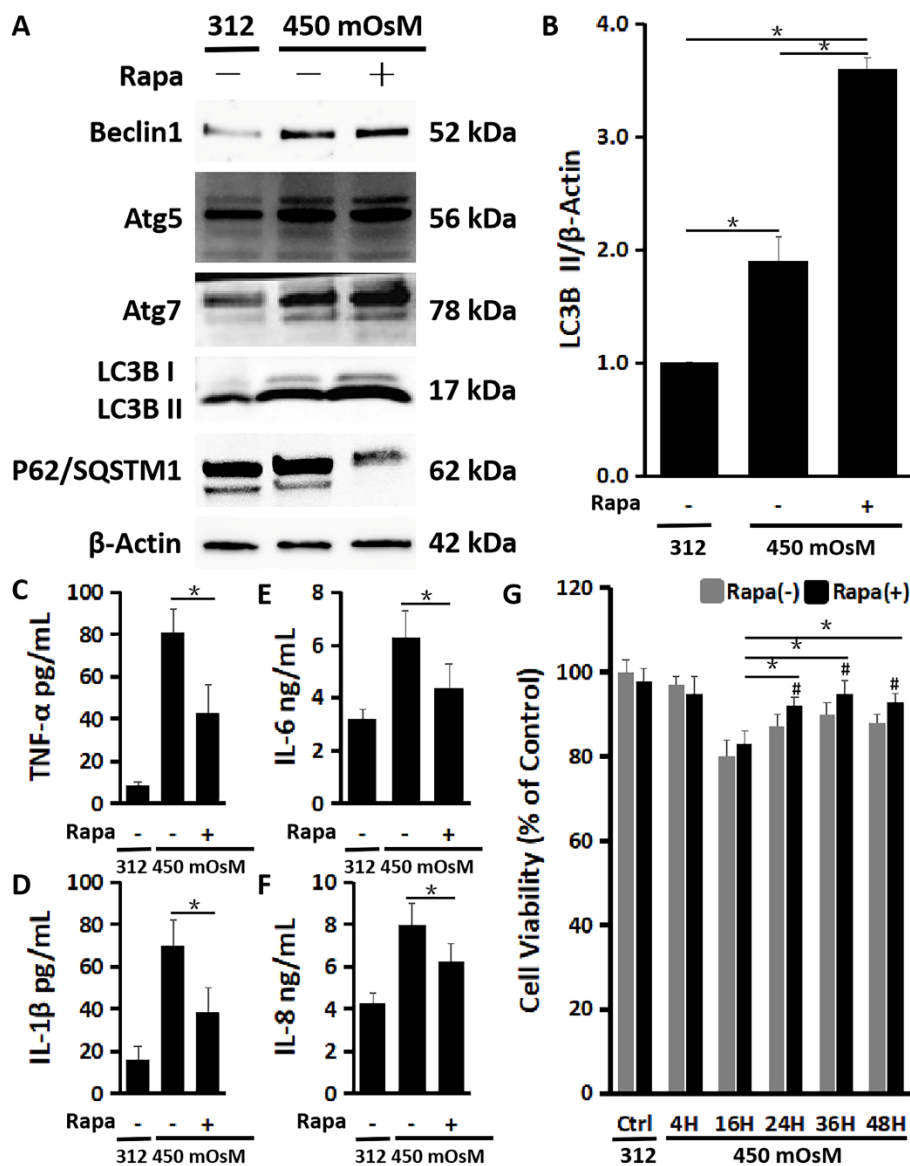 A
312 450 mOsM
Rapa — — +
Beclin1 52 kDa
Atg5 56 kDa
Atg7 78 kDa
LC3B I
LC3B II 17 kDa
P62/SQSTM1 62 kDa
β-Actin 42 kDa
B
LC3B II/β-Actin
4.0
3.0
2.0
1.0
0.0
* * *
Rapa - - +
312 450 mOsM
C
TNF-α pg/mL
100
80
60
40
20
0
*
Rapa - - +
312 450 mOsM
E
IL-6 ng/mL
8
6
4
2
0
*
Rapa - - +
312 450 mOsM
D
IL-1β pg/mL
100
80
60
40
20
0
*
Rapa - - +
312 450 mOsM
F
IL-8 ng/mL
10
8
6
4
2
0
*
Rapa - - +
312 450 mOsM
G
Rapa(-) Rapa(+)
Cell Viability (% of Control)
120
100
80
60
40
20
0
* * *
# # #
Ctrl 4H 16H 24H 36H 48H
312 450 mOsM